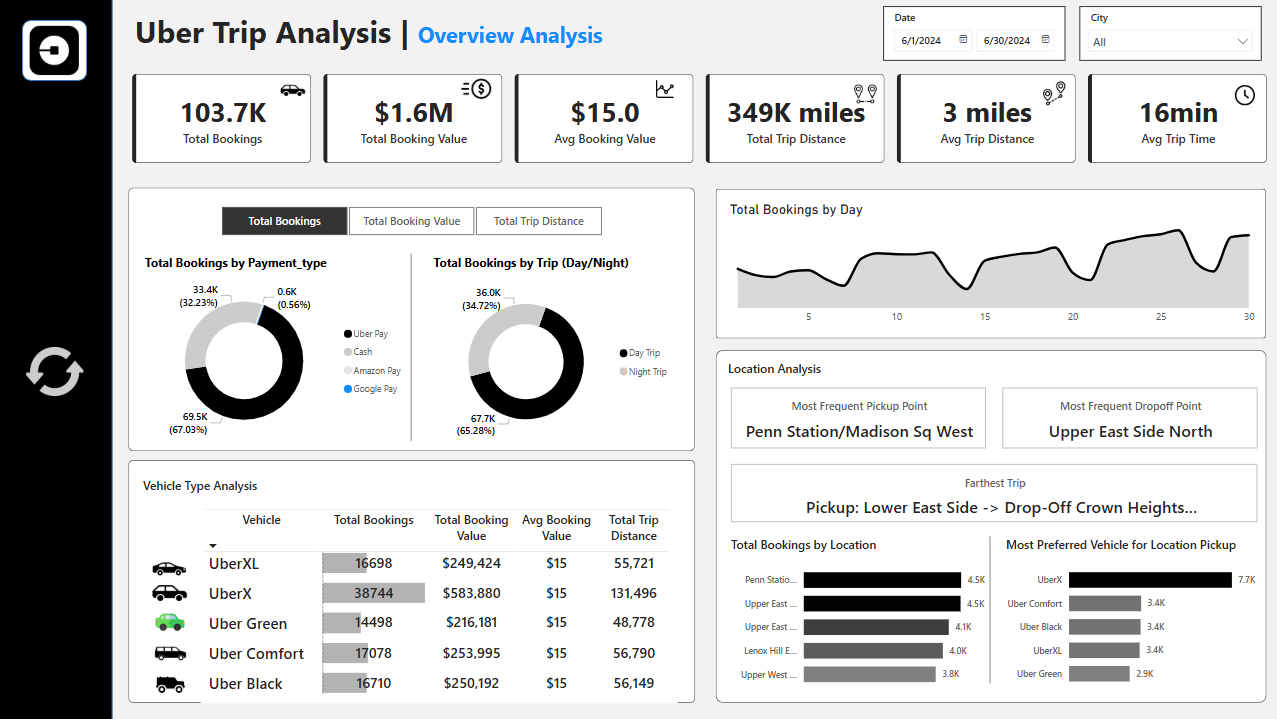 Uber Trip Analysis | Overview Analysis
Date
6/1/2024 6/30/2024
City
All
103.7K
Total Bookings
$1.6M
Total Booking Value
$15.0
Avg Booking Value
349K miles
Total Trip Distance
3 miles
Avg Trip Distance
16min
Avg Trip Time
Total Bookings Total Booking Value Total Trip Distance
Total Bookings by Payment_type
33.4K
(32.23%)
0.6K
(0.56%)
69.5K
(67.03%)
Uber Pay
Cash
Amazon Pay
Google Pay
Total Bookings by Trip (Day/Night)
36.0K
(34.72%)
67.7K
(65.28%)
Day Trip
Night Trip
Vehicle Type Analysis
Vehicle Total Bookings Total Booking Value Avg Booking Value Total Trip Distance
UberXL 16698 $249,424 $15 55,721
UberX 38744 $583,880 $15 131,496
Uber Green 14498 $216,181 $15 48,778
Uber Comfort 17078 $253,995 $15 56,790
Uber Black 16710 $250,192 $15 56,149
Total Bookings by Day
5 10 15 20 25 30
Location Analysis
Most Frequent Pickup Point
Penn Station/Madison Sq West
Most Frequent Dropoff Point
Upper East Side North
Farthest Trip
Pickup: Lower East Side -> Drop-Off Crown Heights...
Total Bookings by Location
Penn Statio... 4.5K
Upper East ... 4.5K
Upper East ... 4.1K
Lenox Hill E... 4.0K
Upper West ... 3.8K
Most Preferred Vehicle for Location Pickup
UberX 7.7K
Uber Comfort 3.4K
Uber Black 3.4K
UberXL 3.4K
Uber Green 2.9K